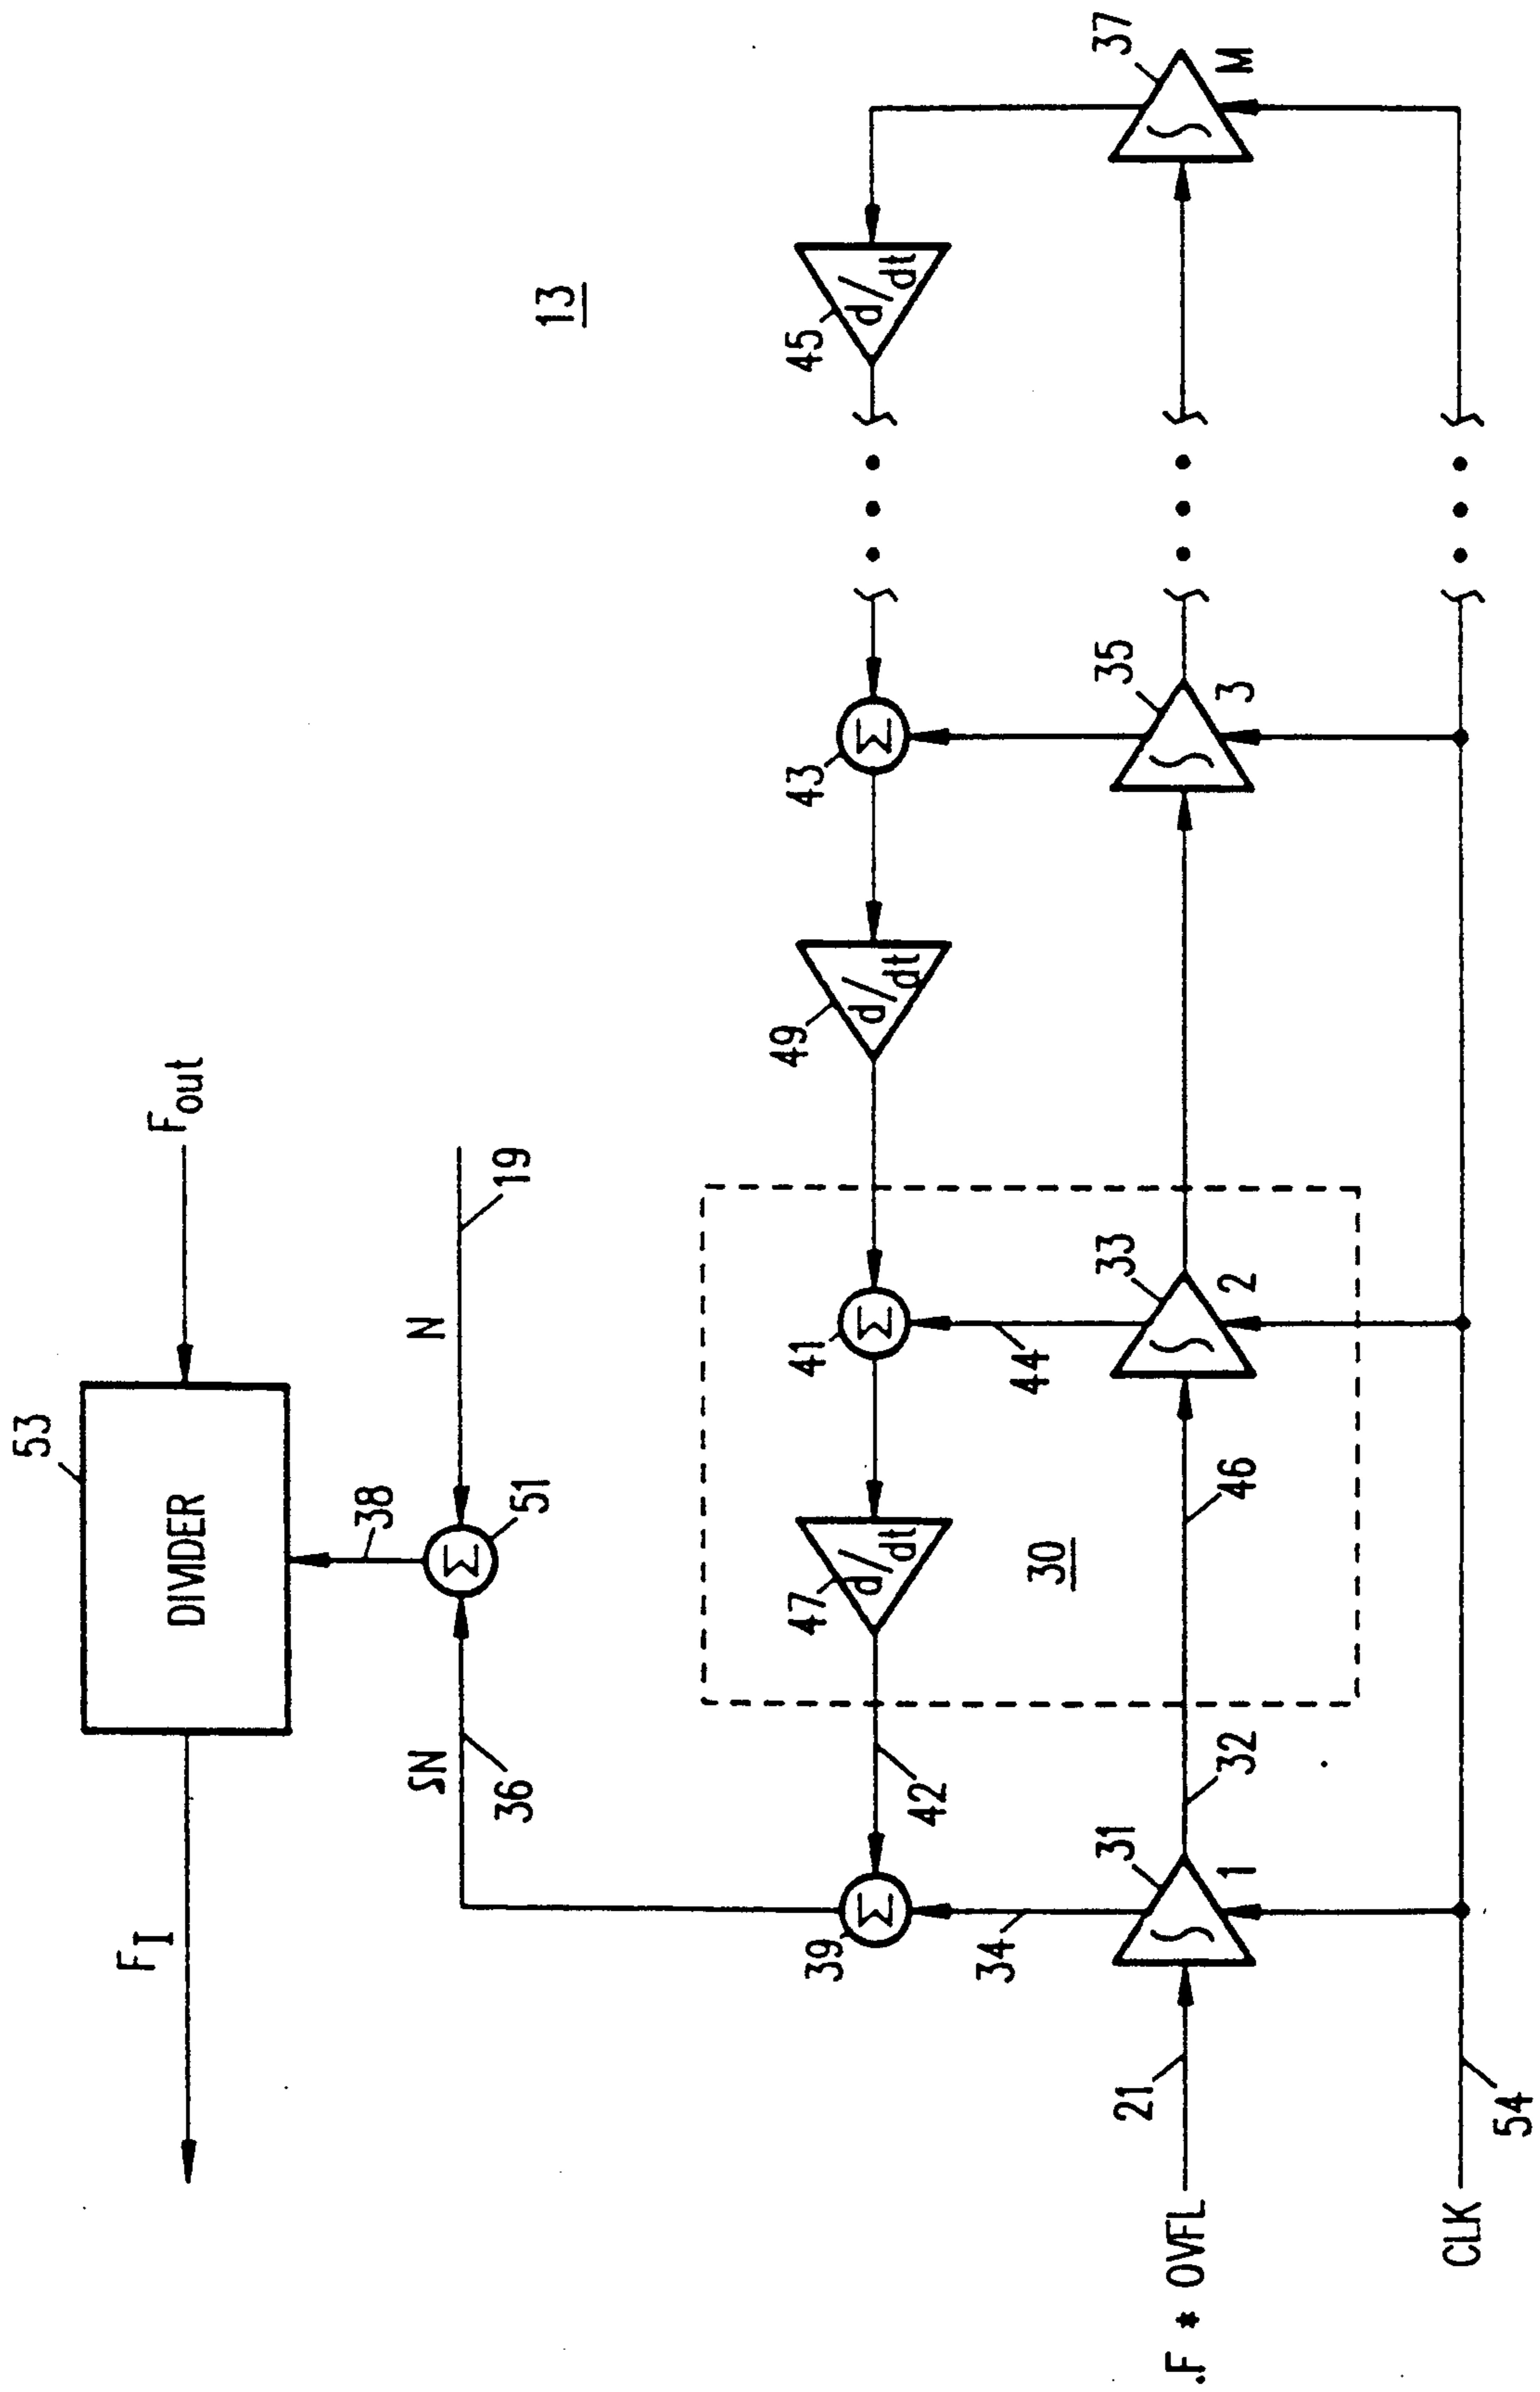 53
F_I
F_out
DIVIDER
38
δN
N
Σ
36
51
19
13
39
47
41
49
43
45
Σ
d/dt
Σ
d/dt
Σ
d/dt
42
34
44
30
21
31
33
35
37
.F * OVFL
∫
∫
∫
∫
1
32
46
2
3
M
CLK
54